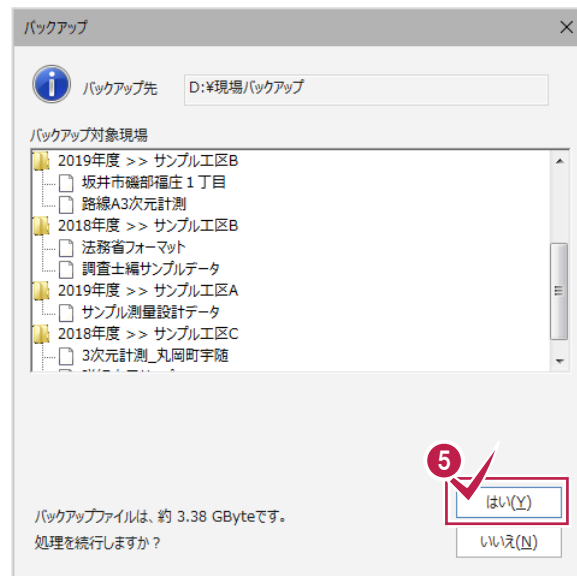 バックアップ
バックアップ先 D:¥現場バックアップ
バックアップ対象現場
2019年度 >> サンプル工区B
坂井市磯部福庄１丁目
路線A3次元計測
2018年度 >> サンプル工区B
法務省フォーマット
調査士編サンプルデータ
2019年度 >> サンプル工区A
サンプル測量設計データ
2018年度 >> サンプル工区C
3次元計測_丸岡町宇随
5
はい(Y)
バックアップファイルは、約 3.38 GByteです。
処理を続行しますか？
いいえ(N)